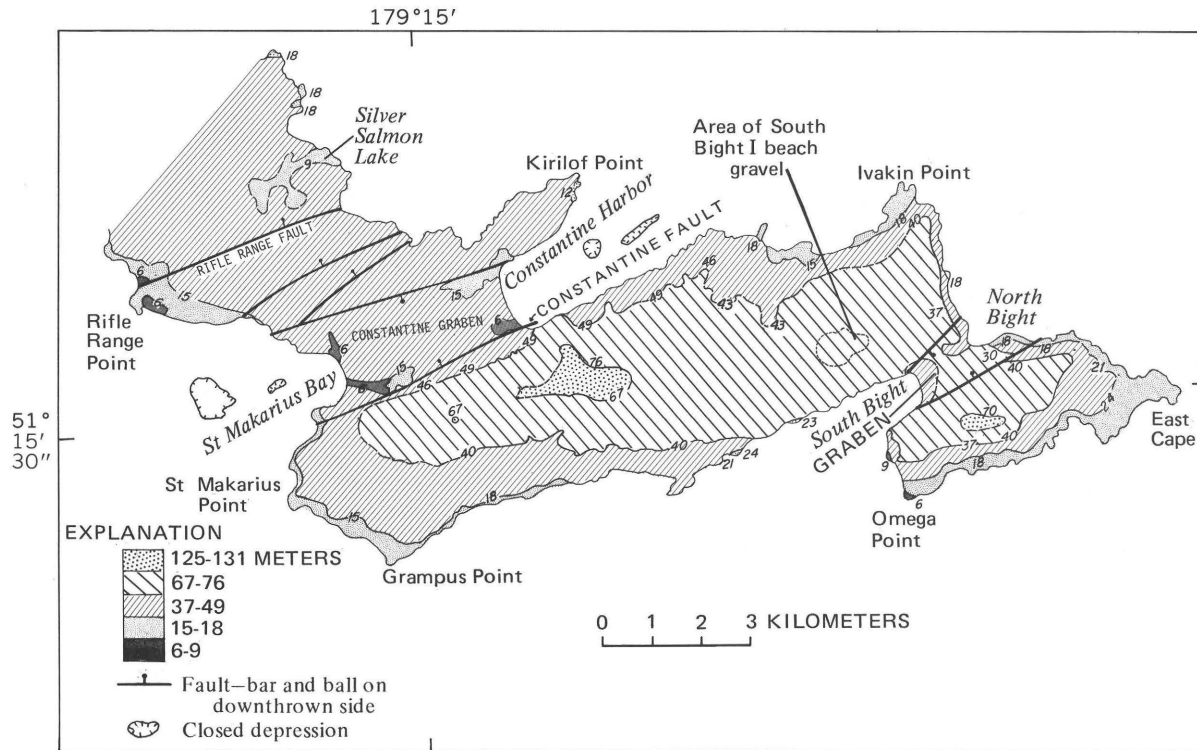 179°15′
18
18
18
Silver
Salmon
Lake
9
Kirilof Point
12
Area of South
Bight I beach
gravel
Ivakin Point
Constantine Harbor
CONSTANTINE FAULT
RIFLE RANGE FAULT
CONSTANTINE GRABEN
6
6
15
15
6
6
6
15
Rifle
Range
Point
St Makarius Bay
46
49
49
49
49
46
43
43
18
15
18
40
18
37
North
Bight
30
18
18
40
21
24
East
Cape
76
67
67
40
40
23
24
21
South Bight
GRABEN
70
40
37
18
9
6
Omega
Point
51°
15′
30″
St Makarius
Point
15
18
Grampus Point
EXPLANATION
125-131 METERS
67-76
37-49
15-18
6-9
Fault—bar and ball on
downthrown side
Closed depression
0 1 2 3 KILOMETERS